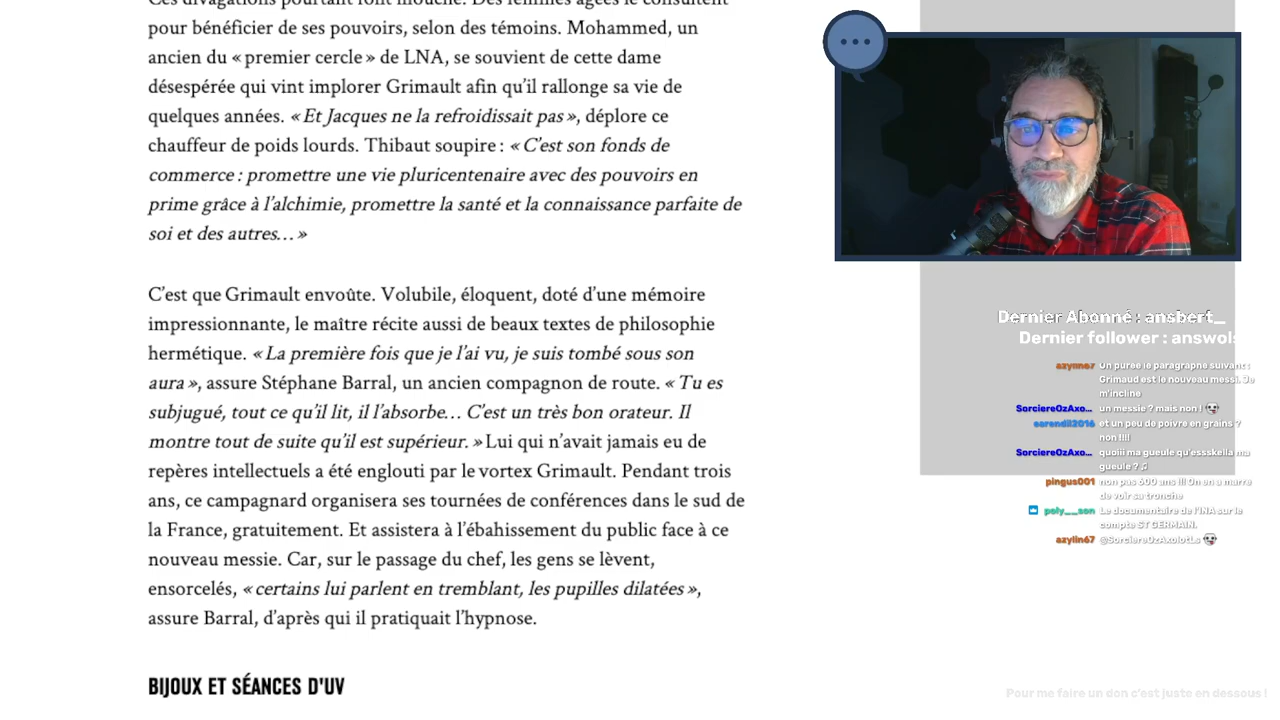 Ces divagations pourtant font mouche. Des femmes âgées le consultent
pour bénéficier de ses pouvoirs, selon des témoins. Mohammed, un
ancien du « premier cercle » de LNA, se souvient de cette dame
désespérée qui vint implorer Grimault afin qu’il rallonge sa vie de
quelques années. « Et Jacques ne la refroidissait pas », déplore ce
chauffeur de poids lourds. Thibaut soupire : « C’est son fonds de
commerce : promettre une vie pluricentenaire avec des pouvoirs en
prime grâce à l’alchimie, promettre la santé et la connaissance parfaite de
soi et des autres… »
C’est que Grimault envoûte. Volubile, éloquent, doté d’une mémoire
impressionnante, le maître récite aussi de beaux textes de philosophie
hermétique. « La première fois que je l’ai vu, je suis tombé sous son
aura », assure Stéphane Barral, un ancien compagnon de route. « Tu es
subjugué, tout ce qu’il lit, il l’absorbe… C’est un très bon orateur. Il
montre tout de suite qu’il est supérieur. » Lui qui n’avait jamais eu de
repères intellectuels a été englouti par le vortex Grimault. Pendant trois
ans, ce campagnard organisera ses tournées de conférences dans le sud de
la France, gratuitement. Et assistera à l’ébahissement du public face à ce
nouveau messie. Car, sur le passage du chef, les gens se lèvent,
ensorcelés, « certains lui parlent en tremblant, les pupilles dilatées »,
assure Barral, d’après qui il pratiquait l’hypnose.
BIJOUX ET SÉANCES D'UV
Dernier Abonné : ansbert_
Dernier follower : answols
Un purée le paragraphe suivant :
Grimaud est le nouveau messi. Je
m'incline
SorciereOzAxo... un messie ? mais non !
earendil2016 et un peu de poivre en grains ?
non !!!!
SorciereOzAxo... quoiii ma gueule qu'essskella ma
gueule ? ♫
pingus001 non pas 600 ans !!! On en a marre
de voir sa tronche
poly__son Le documentaire de l'INA sur le
compte ST GERMAIN.
azylin67 @SorciereOzAxolotLs
Pour me faire un don c'est juste en dessous !